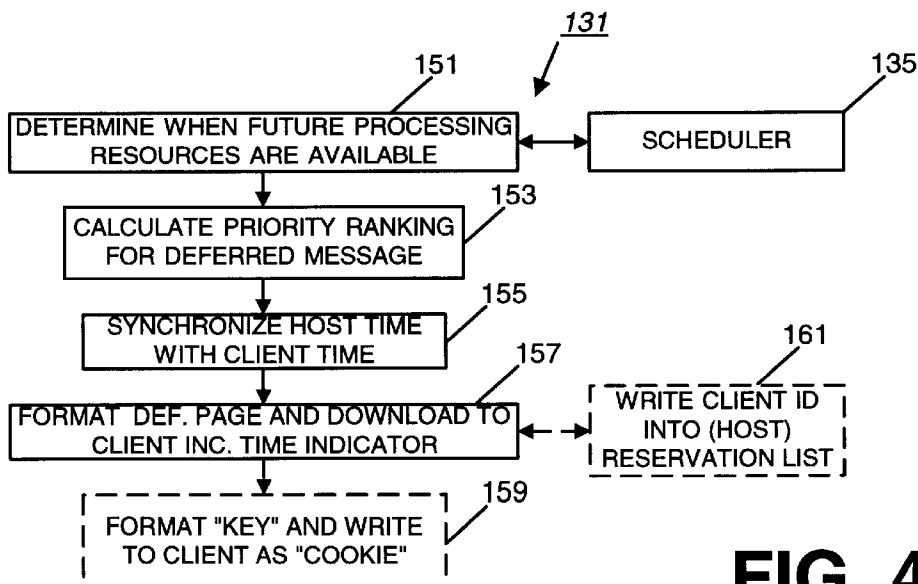 131
151
135
DETERMINE WHEN FUTURE PROCESSING
RESOURCES ARE AVAILABLE
SCHEDULER
153
CALCULATE PRIORITY RANKING
FOR DEFERRED MESSAGE
155
SYNCHRONIZE HOST TIME
WITH CLIENT TIME
157
161
FORMAT DEF. PAGE AND DOWNLOAD TO
CLIENT INC. TIME INDICATOR
WRITE CLIENT ID
INTO (HOST)
RESERVATION LIST
159
FORMAT "KEY" AND WRITE
TO CLIENT AS "COOKIE"
FIG. 4